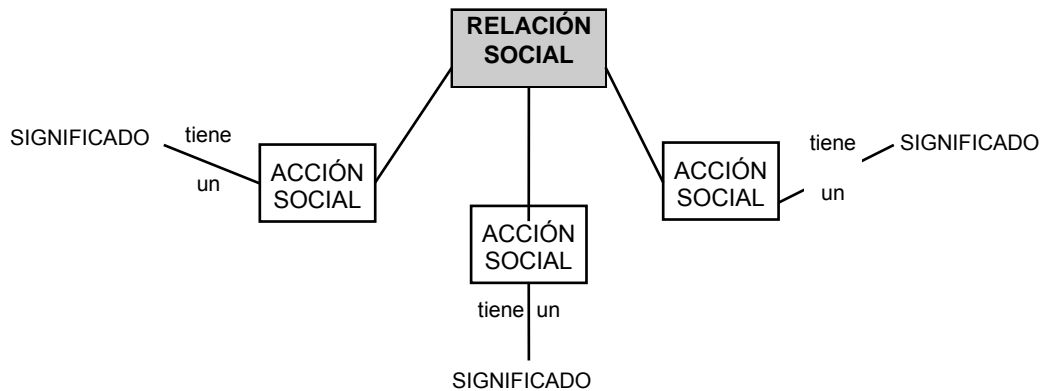 RELACIÓN
SOCIAL
SIGNIFICADO
tiene
un
ACCIÓN
SOCIAL
ACCIÓN
SOCIAL
tiene un
SIGNIFICADO
ACCIÓN
SOCIAL
tiene
un
SIGNIFICADO